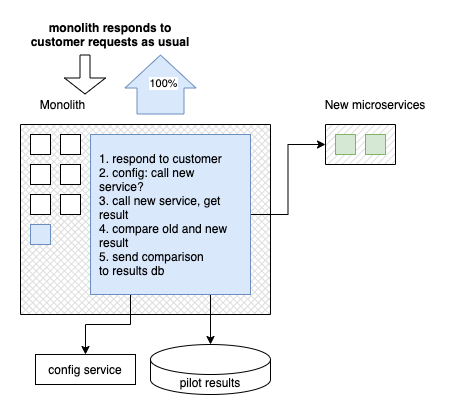 monolith responds to
customer requests as usual
100%
Monolith
New microservices
1. respond to customer
2. config: call new
service?
3. call new service, get
result
4. compare old and new
result
5. send comparison
to results db
config service
pilot results